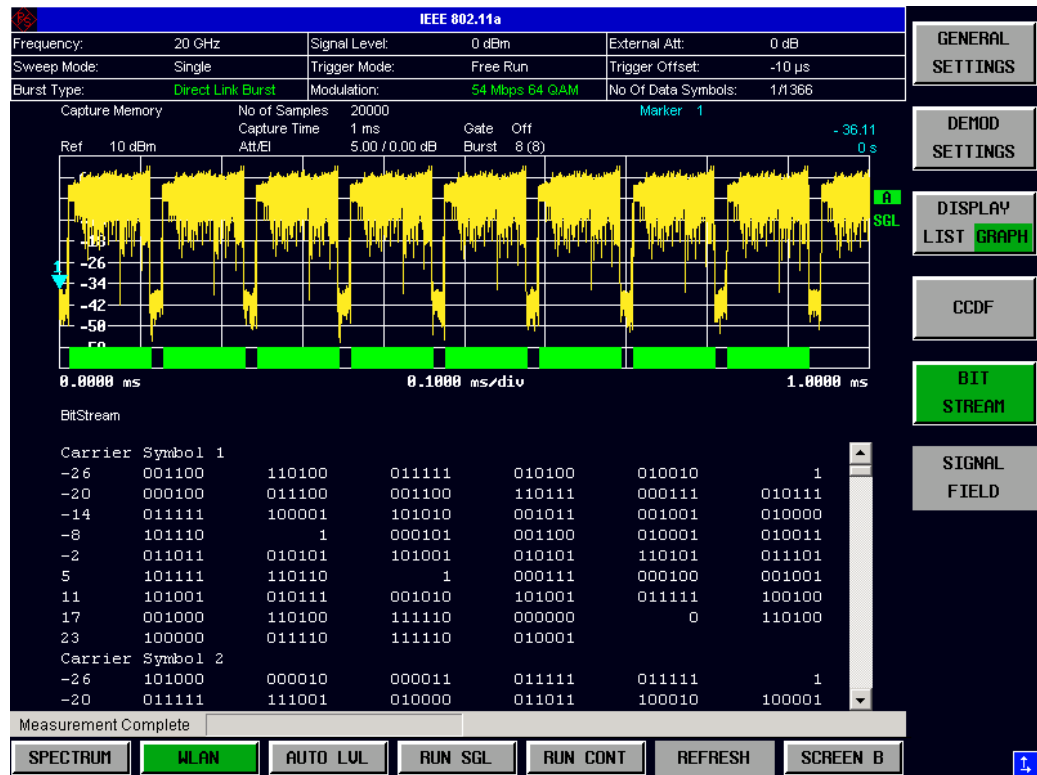 IEEE 802.11a
Frequency: 20 GHz Signal Level: 0 dBm External Att: 0 dB
Sweep Mode: Single Trigger Mode: Free Run Trigger Offset: -10 µs
Burst Type: Direct Link Burst Modulation: 54 Mbps 64 QAM No Of Data Symbols: 1/1366
Capture Memory No of Samples 20000 Marker 1
Capture Time 1 ms Gate Off - 36.11
Ref 10 dBm Att/El 5.00 / 0.00 dB Burst 8 (8) 0 s
A
SGL
-18
1 -26
-34
-42
-50
0.0000 ms 0.1000 ms/div 1.0000 ms
BitStream
Carrier Symbol 1
-26 001100 110100 011111 010100 010010 1
-20 000100 011100 001100 110111 000111 010111
-14 011111 100001 101010 001011 001001 010000
-8 101110 1 000101 001100 010001 010011
-2 011011 010101 101001 010101 110101 011101
5 101111 110110 1 000111 000100 001001
11 101001 010111 001010 101001 011111 100100
17 001000 110100 111110 000000 0 110100
23 100000 011110 111110 010001
Carrier Symbol 2
-26 101000 000010 000011 011111 011111 1
-20 011111 111001 010000 011011 100010 100001
Measurement Complete
SPECTRUM WLAN AUTO LVL RUN SGL RUN CONT REFRESH SCREEN B
GENERAL
SETTINGS
DEMOD
SETTINGS
DISPLAY
LIST GRAPH
CCDF
BIT
STREAM
SIGNAL
FIELD